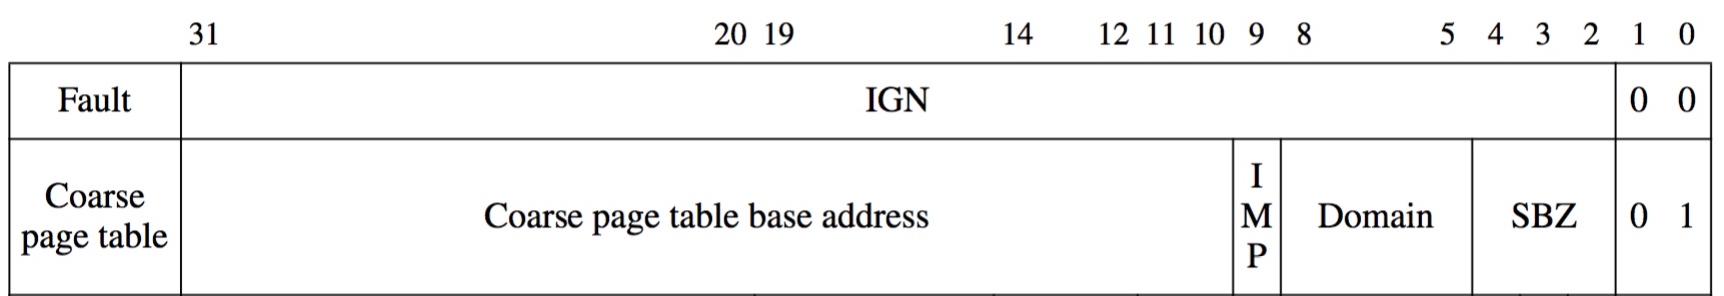 31 20 19 14 12 11 10 9 8 5 4 3 2 1 0
Fault IGN 0 0
Coarse
page table
Coarse page table base address
I
M
P
Domain SBZ 0 1